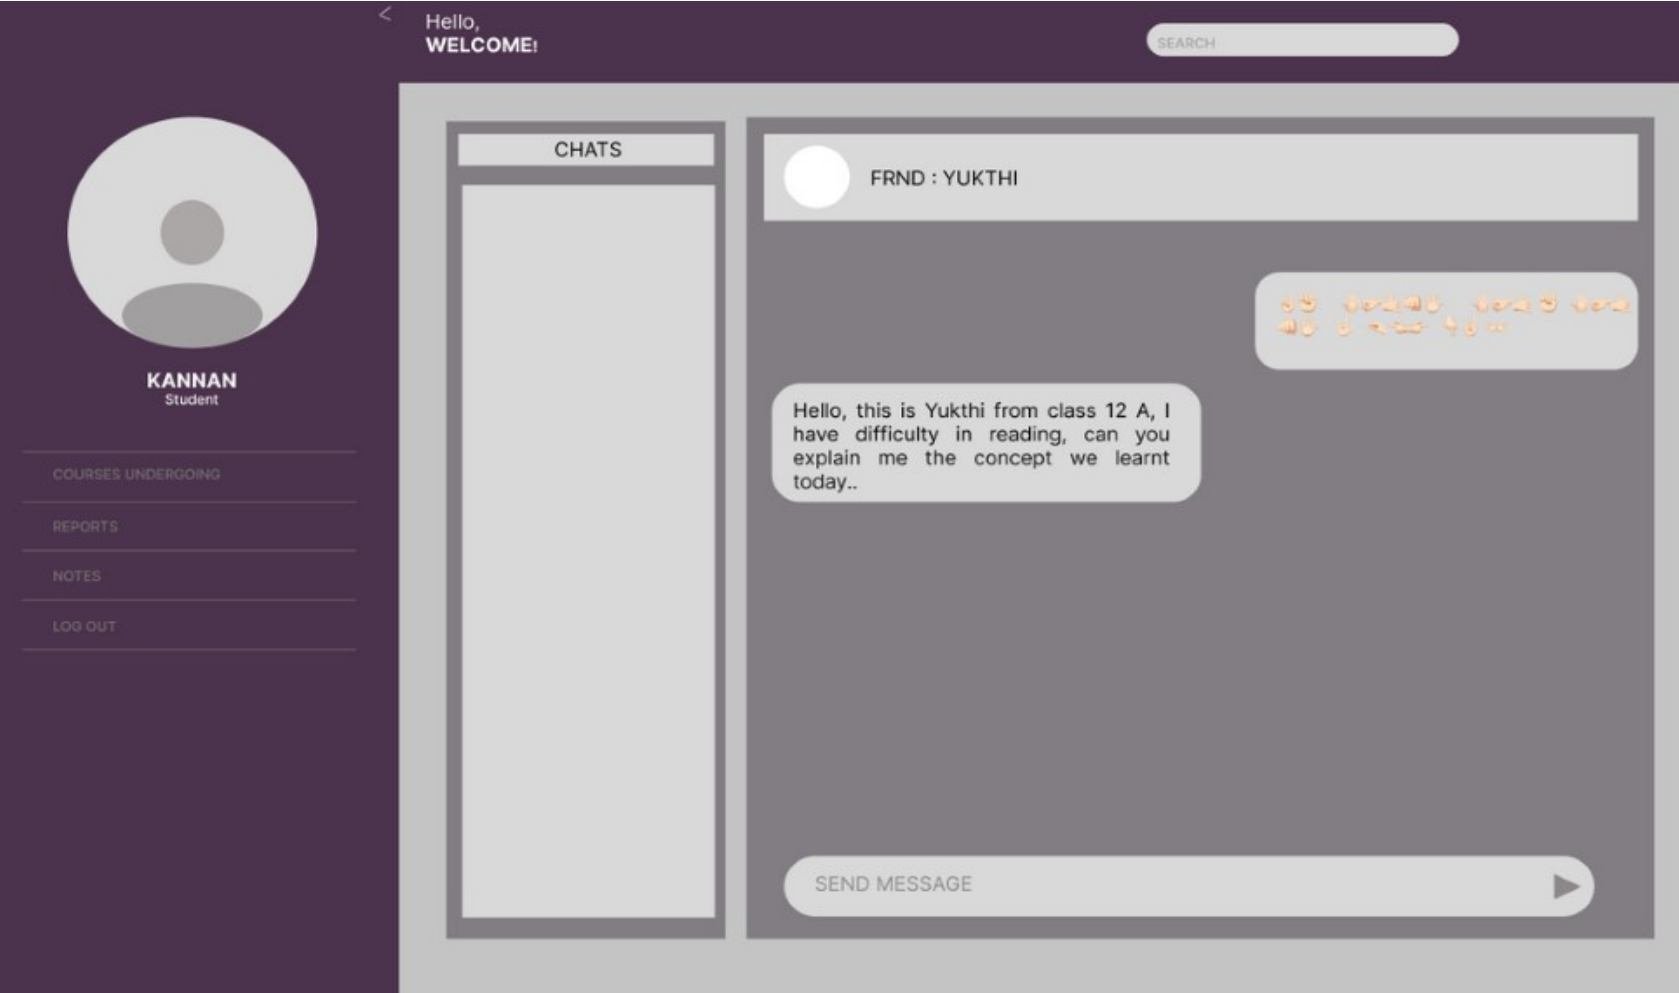 <
Hello,
WELCOME!
SEARCH
KANNAN
Student
COURSES UNDERGOING
REPORTS
NOTES
LOG OUT
CHATS
FRND : YUKTHI
Hello, this is Yukthi from class 12 A, I
have difficulty in reading, can you
explain me the concept we learnt
today..
SEND MESSAGE